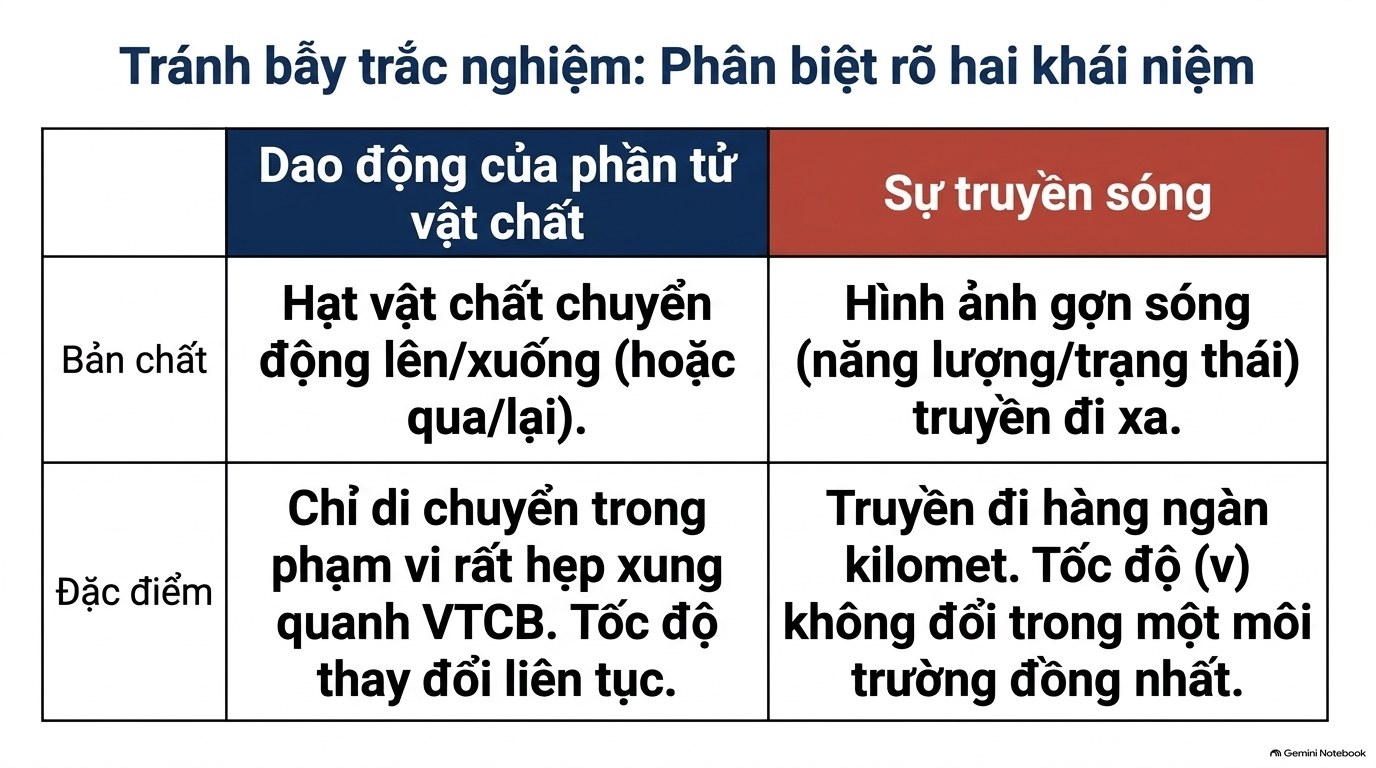 Tránh bẫy trắc nghiệm: Phân biệt rõ hai khái niệm
Dao động của phần tử
vật chất
Sự truyền sóng
Bản chất
Hạt vật chất chuyển
động lên/xuống (hoặc
qua/lại).
Hình ảnh gợn sóng
(năng lượng/trạng thái)
truyền đi xa.
Đặc điểm
Chỉ di chuyển trong
phạm vi rất hẹp xung
quanh VTCB. Tốc độ
thay đổi liên tục.
Truyền đi hàng ngàn
kilomet. Tốc độ (v)
không đổi trong một môi
trường đồng nhất.
Gemini Notebook